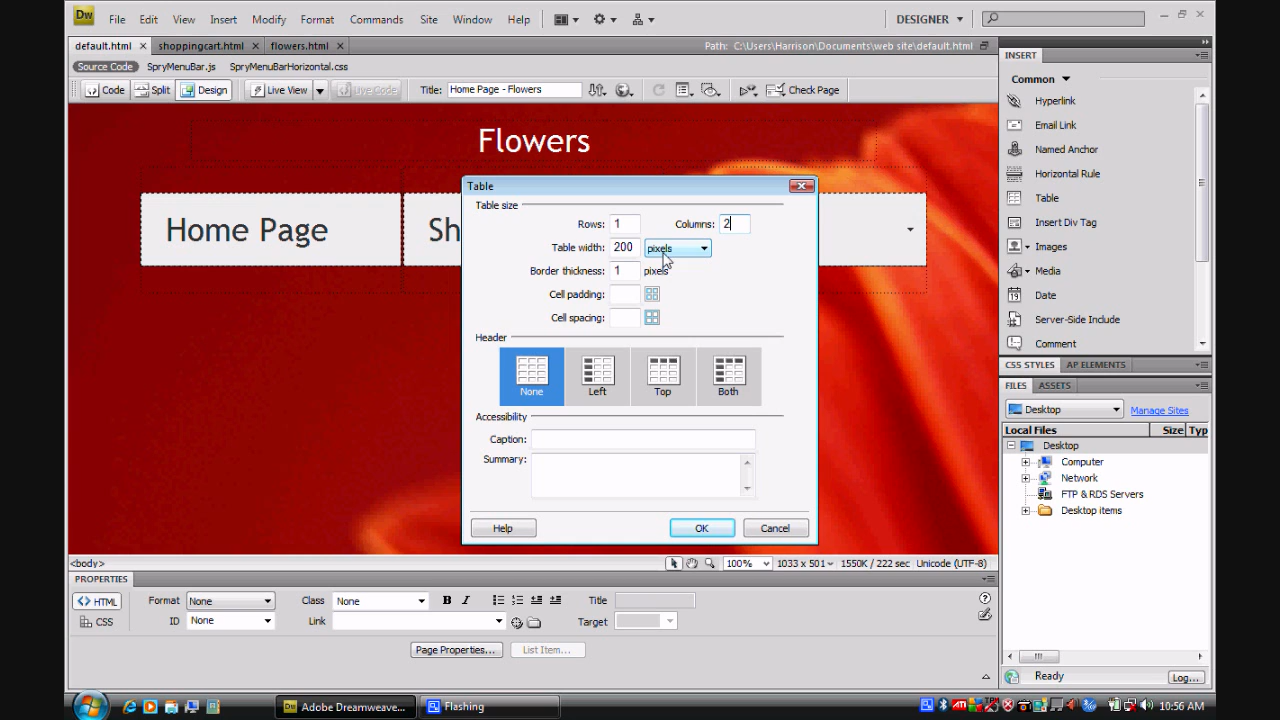 Dw File Edit View Insert Modify Format Commands Site Window Help DESIGNER
default.html shoppingcart.html flowers.html Path: C:\Users\Harrison\Documents\web site\default.html
Source Code SpryMenuBar.js SpryMenuBarHorizontal.css
Code Split Design Live View Live Code Title: Home Page - Flowers Check Page
Flowers
Home Page Sh
Table
Table size
Rows: 1 Columns: 2
Table width: 200 pixels
Border thickness: 1 pixels
Cell padding:
Cell spacing:
Header
None Left Top Both
Accessibility
Caption:
Summary:
Help OK Cancel
INSERT
Common
Hyperlink
Email Link
Named Anchor
Horizontal Rule
Table
Insert Div Tag
Images
Media
Date
Server-Side Include
Comment
CSS STYLES AP ELEMENTS
FILES ASSETS
Desktop Manage Sites
Local Files Size Typ
Desktop
Computer
Network
FTP & RDS Servers
Desktop items
Ready Log...
<body> 100% 1033 x 501 1550K / 222 sec Unicode (UTF-8)
PROPERTIES
HTML Format None Class None B I Title
CSS ID None Link Target
Page Properties... List Item...
Dw Adobe Dreamweave... Flashing ATI 10:56 AM